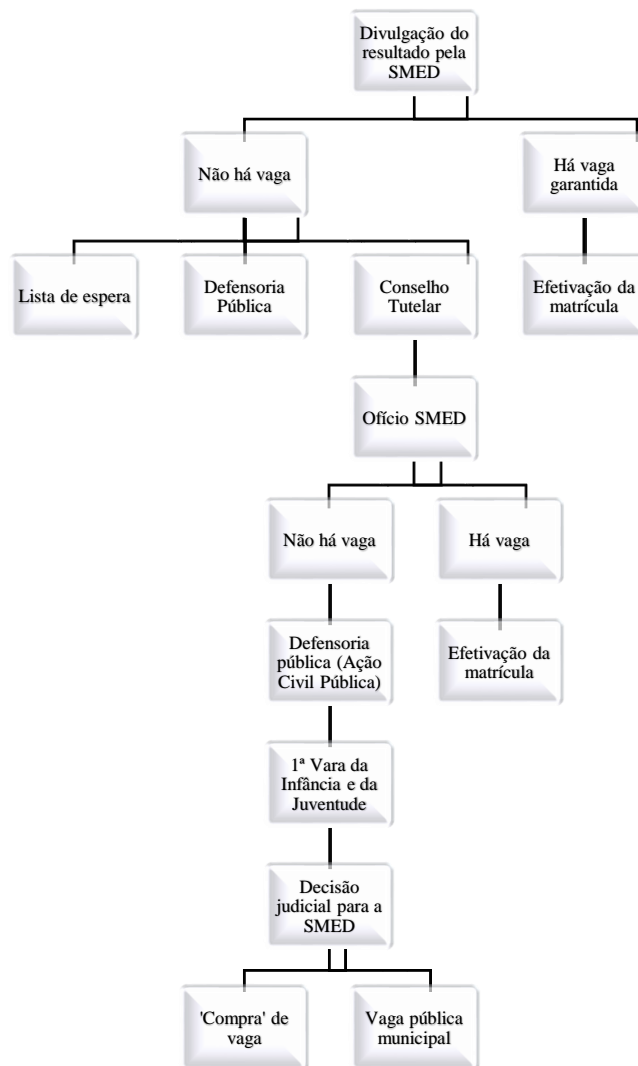 Divulgação do
resultado pela
SMED
Não há vaga
Há vaga
garantida
Lista de espera
Defensoria
Pública
Conselho
Tutelar
Efetivação da
matrícula
Ofício SMED
Não há vaga
Há vaga
Defensoria
pública (Ação
Civil Pública)
Efetivação da
matrícula
1ª Vara da
Infância e da
Juventude
Decisão
judicial para a
SMED
'Compra' de
vaga
Vaga pública
municipal